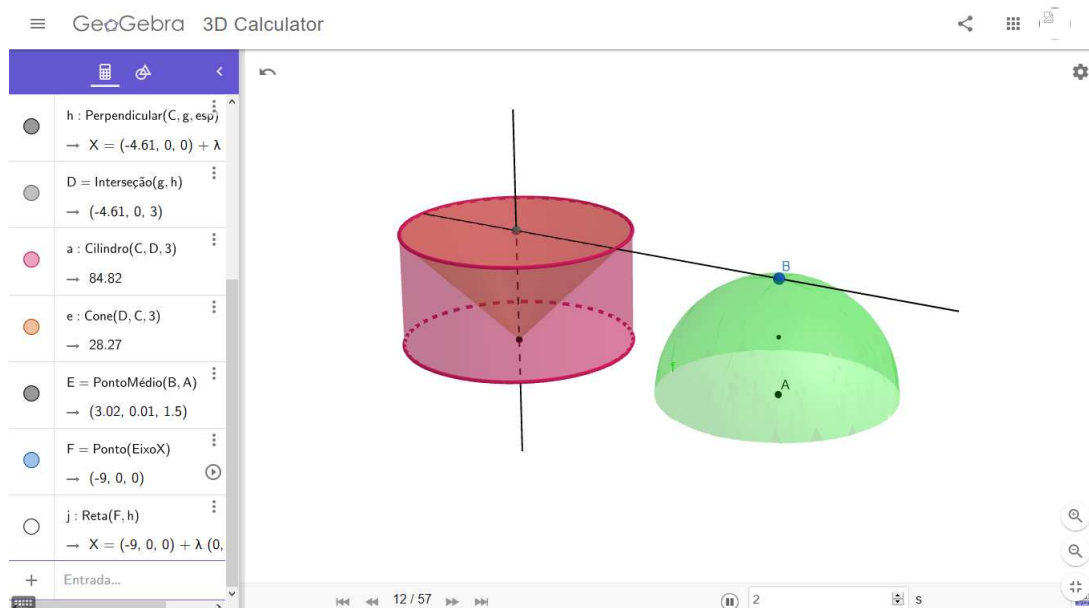 GeoGebra 3D Calculator
h : Perpendicular(C, g, esp)
→ X = (-4.61, 0, 0) + λ
D = Interseção(g, h)
→ (-4.61, 0, 3)
a : Cilindro(C, D, 3)
→ 84.82
e : Cone(D, C, 3)
→ 28.27
E = PontoMédio(B, A)
→ (3.02, 0.01, 1.5)
F = Ponto(EixoX)
→ (-9, 0, 0)
j : Reta(F, h)
→ X = (-9, 0, 0) + λ (0,
+ Entrada...
B
f
A
12 / 57
2 s